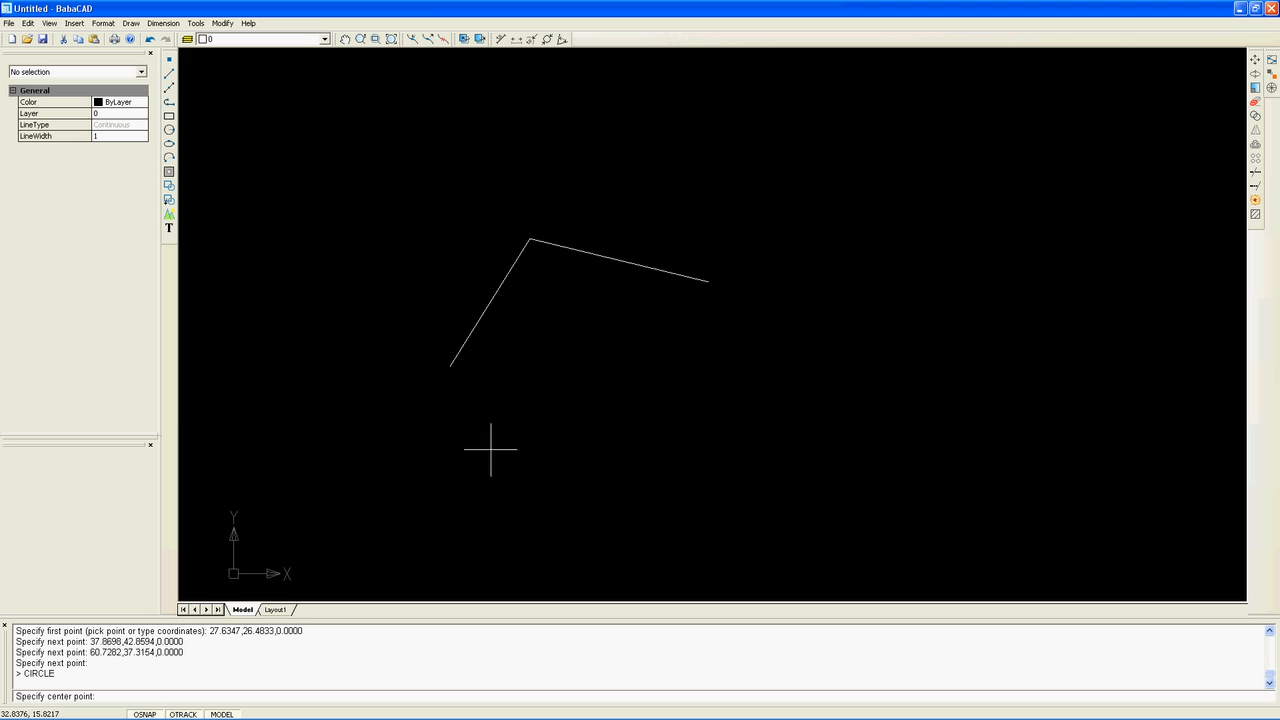 Untitled - BabaCAD
File Edit View Insert Format Draw Dimension Tools Modify Help
0
No selection
General
Color ByLayer
Layer 0
LineType Continuous
LineWidth 1
T
Y
X
Model Layout1
Specify first point (pick point or type coordinates): 27.6347,26.4833,0.0000
Specify next point: 37.8698,42.8594,0.0000
Specify next point: 60.7282,37.3154,0.0000
Specify next point:
> CIRCLE
Specify center point:
32.8376, 15.8217 OSNAP OTRACK MODEL